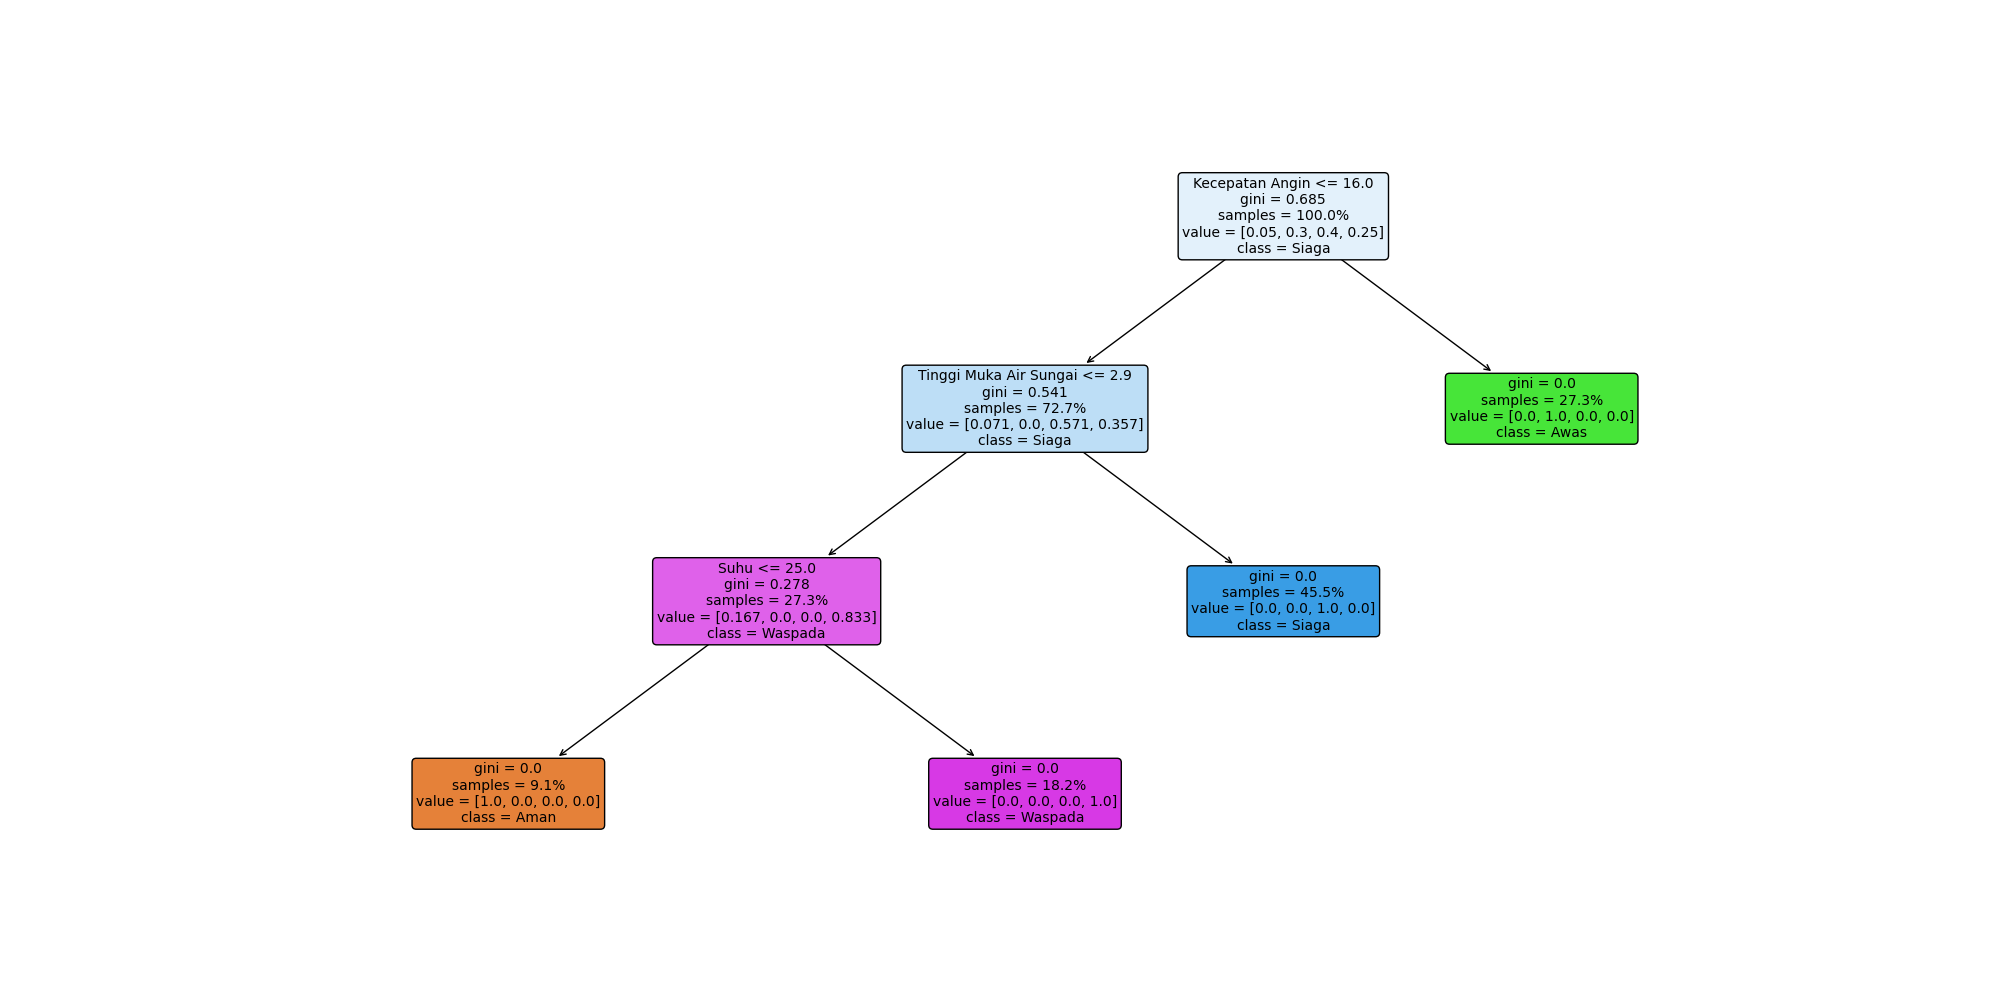 Kecepatan Angin <= 16.0
gini = 0.685
samples = 100.0%
value = [0.05, 0.3, 0.4, 0.25]
class = Siaga
Tinggi Muka Air Sungai <= 2.9
gini = 0.541
samples = 72.7%
value = [0.071, 0.0, 0.571, 0.357]
class = Siaga
gini = 0.0
samples = 27.3%
value = [0.0, 1.0, 0.0, 0.0]
class = Awas
Suhu <= 25.0
gini = 0.278
samples = 27.3%
value = [0.167, 0.0, 0.0, 0.833]
class = Waspada
gini = 0.0
samples = 45.5%
value = [0.0, 0.0, 1.0, 0.0]
class = Siaga
gini = 0.0
samples = 9.1%
value = [1.0, 0.0, 0.0, 0.0]
class = Aman
gini = 0.0
samples = 18.2%
value = [0.0, 0.0, 0.0, 1.0]
class = Waspada